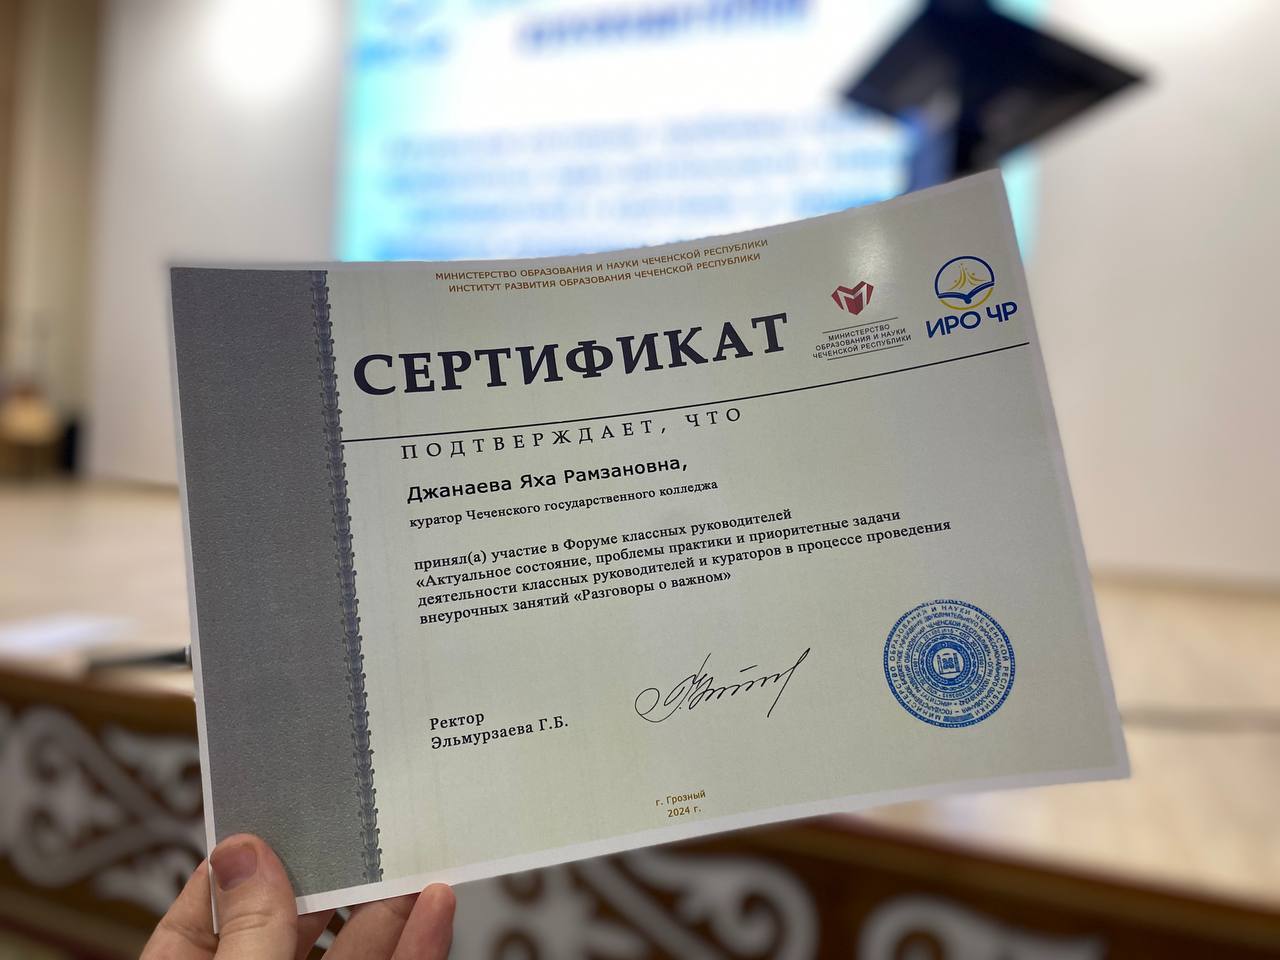 МИНИСТЕРСТВО ОБРАЗОВАНИЯ И НАУКИ ЧЕЧЕНСКОЙ РЕСПУБЛИКИ
ИНСТИТУТ РАЗВИТИЯ ОБРАЗОВАНИЯ ЧЕЧЕНСКОЙ РЕСПУБЛИКИ
СЕРТИФИКАТ
МИНИСТЕРСТВО
ОБРАЗОВАНИЯ И НАУКИ
ЧЕЧЕНСКОЙ РЕСПУБЛИКИ
ИРО ЧР
ПОДТВЕРЖДАЕТ, ЧТО
Джанаева Яха Рамзановна,
куратор Чеченского государственного колледжа
принял(а) участие в Форуме классных руководителей
«Актуальное состояние, проблемы практики и приоритетные задачи
деятельности классных руководителей и кураторов в процессе проведения
внеурочных занятий «Разговоры о важном»
Ректор
Эльмурзаева Г.Б.
г. Грозный
2024 г.